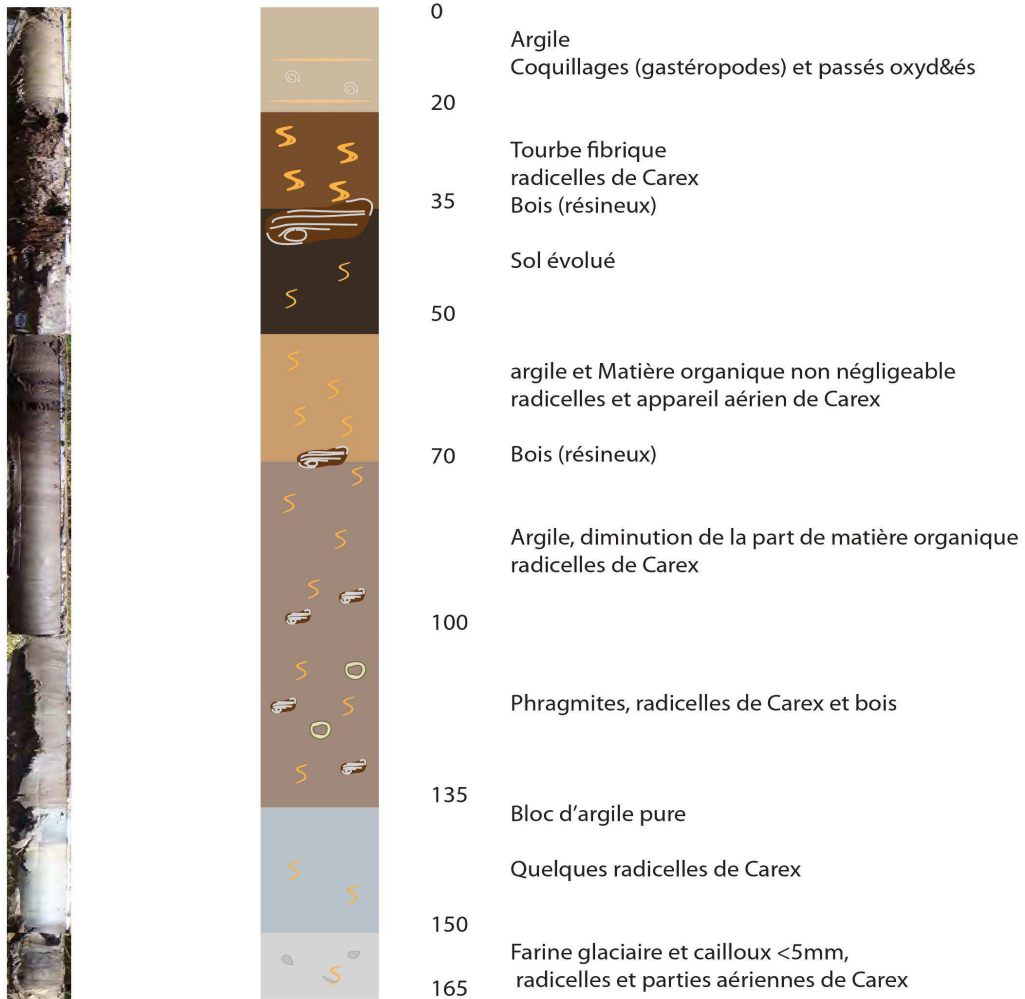 0
Argile
Coquillages (gastéropodes) et passés oxyd&és
20
Tourbe fibrique
radicelles de Carex
35
Bois (résineux)
Sol évolué
50
argile et Matière organique non négligeable
radicelles et appareil aérien de Carex
70
Bois (résineux)
Argile, diminution de la part de matière organique
radicelles de Carex
100
Phragmites, radicelles de Carex et bois
135
Bloc d'argile pure
Quelques radicelles de Carex
150
Farine glaciaire et cailloux <5mm,
radicelles et parties aériennes de Carex
165